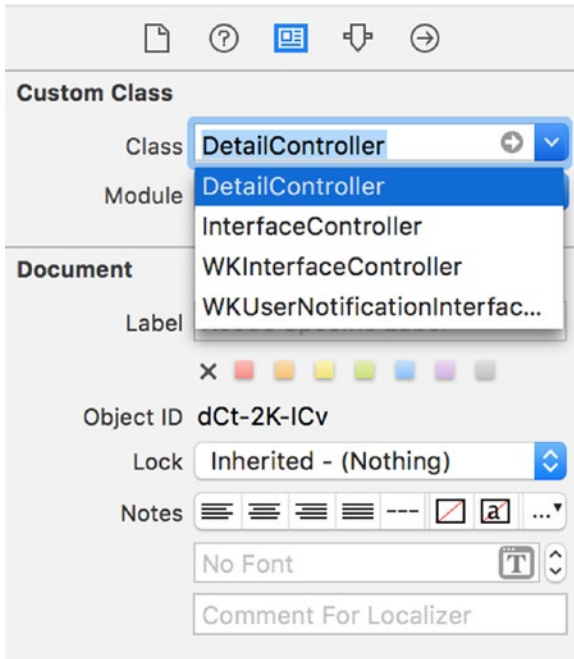 Custom Class
Class DetailController
DetailController
Module
InterfaceController
WKInterfaceController
Document
WKUserNotificationInterfac...
Label
Object ID dCt-2K-ICv
Lock Inherited - (Nothing)
Notes --- a ...
No Font T
Comment For Localizer